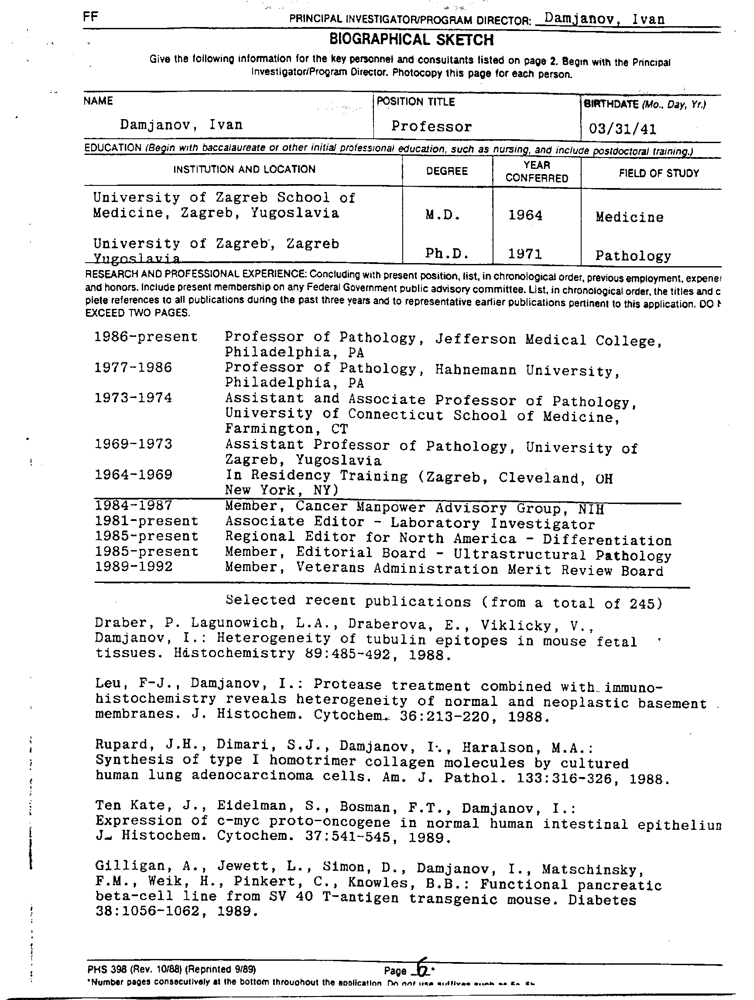 FF
PRINCIPAL INVESTIGATOR/PROGRAM DIRECTOR: Damjanov, Ivan
BIOGRAPHICAL SKETCH
Give the following information for the key personnel and consultants listed on page 2. Begin with the Principal
Investigator/Program Director. Photocopy this page for each person.
NAME POSITION TITLE BIRTHDATE (Mo., Day, Yr.)
Damjanov, Ivan Professor 03/31/41
EDUCATION (Begin with baccalaureate or other initial professional education, such as nursing, and include postdoctoral training.)
INSTITUTION AND LOCATION DEGREE YEAR CONFERRED FIELD OF STUDY
University of Zagreb School of
Medicine, Zagreb, Yugoslavia M.D. 1964 Medicine
University of Zagreb, Zagreb
Yugoslavia Ph.D. 1971 Pathology
RESEARCH AND PROFESSIONAL EXPERIENCE: Concluding with present position, list, in chronological order, previous employment, experier
and honors. Include present membership on any Federal Government public advisory committee. List, in chronological order, the titles and c
plete references to all publications during the past three years and to representative earlier publications pertinent to this application. DO
EXCEED TWO PAGES.
1986-present Professor of Pathology, Jefferson Medical College,
Philadelphia, PA
1977-1986 Professor of Pathology, Hahnemann University,
Philadelphia, PA
1973-1974 Assistant and Associate Professor of Pathology,
University of Connecticut School of Medicine,
Farmington, CT
1969-1973 Assistant Professor of Pathology, University of
Zagreb, Yugoslavia
1964-1969 In Residency Training (Zagreb, Cleveland, OH
New York, NY)
1984-1987 Member, Cancer Manpower Advisory Group, NIH
1981-present Associate Editor - Laboratory Investigator
1985-present Regional Editor for North America - Differentiation
1985-present Member, Editorial Board - Ultrastructural Pathology
1989-1992 Member, Veterans Administration Merit Review Board
Selected recent publications (from a total of 245)
Draber, P. Lagunowich, L.A., Draberova, E., Viklicky, V.,
Damjanov, I.: Heterogeneity of tubulin epitopes in mouse fetal
tissues. Histochemistry 89:485-492, 1988.
Leu, F-J., Damjanov, I.: Protease treatment combined with immuno-
histochemistry reveals heterogeneity of normal and neoplastic basement
membranes. J. Histochem. Cytochem. 36:213-220, 1988.
Rupard, J.H., Dimari, S.J., Damjanov, I., Haralson, M.A.:
Synthesis of type I homotrimer collagen molecules by cultured
human lung adenocarcinoma cells. Am. J. Pathol. 133:316-326, 1988.
Ten Kate, J., Eidelman, S., Bosman, F.T., Damjanov, I.:
Expression of c-myc proto-oncogene in normal human intestinal epithelium
J. Histochem. Cytochem. 37:541-545, 1989.
Gilligan, A., Jewett, L., Simon, D., Damjanov, I., Matschinsky,
F.M., Weik, H., Pinkert, C., Knowles, B.B.: Functional pancreatic
beta-cell line from SV 40 T-antigen transgenic mouse. Diabetes
38:1056-1062, 1989.
PHS 398 (Rev. 10/88) (Reprinted 9/89) Page 6*
*Number pages consecutively at the bottom throughout the application. Do not use suffixes such as